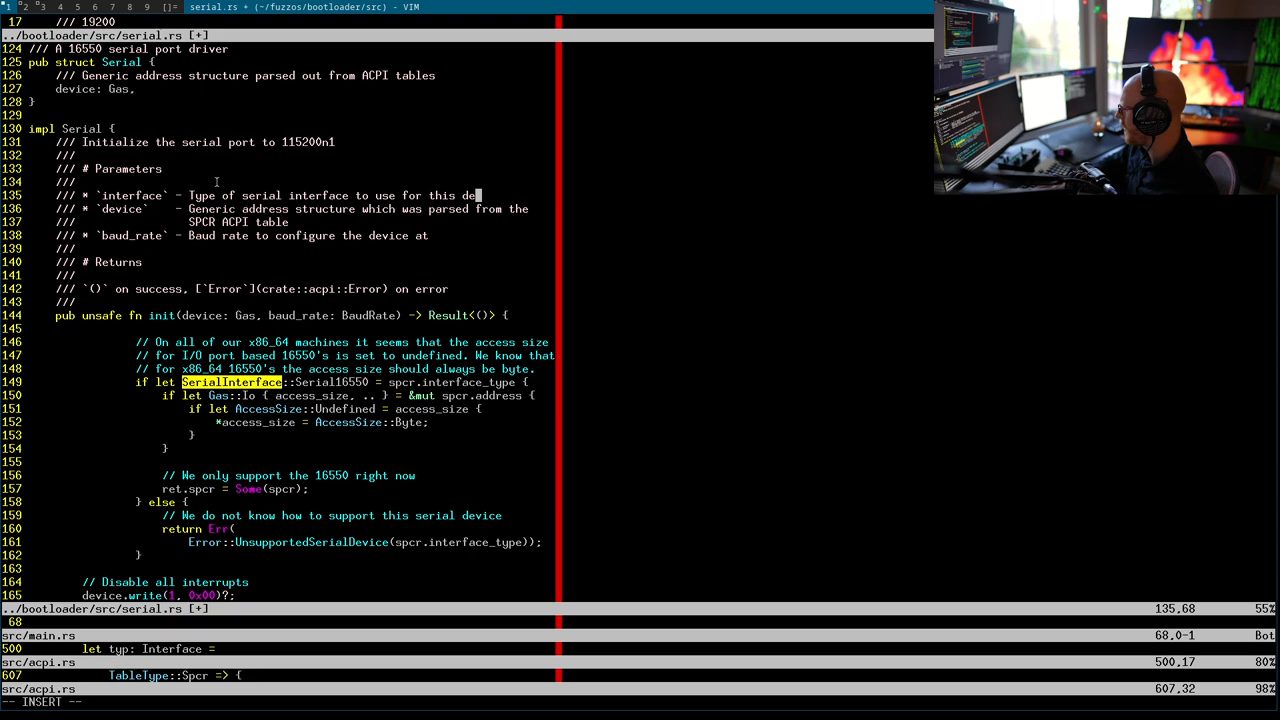 1 2 3 4 5 6 7 8 9 []= serial.rs + (~/fuzzos/bootloader/src) - VIM
17 /// 19200
../bootloader/src/serial.rs [+]
124 /// A 16550 serial port driver
125 pub struct Serial {
126 /// Generic address structure parsed out from ACPI tables
127 device: Gas,
128 }
129
130 impl Serial {
131 /// Initialize the serial port to 115200n1
132 ///
133 /// # Parameters
134 ///
135 /// * `interface` - Type of serial interface to use for this de
136 /// * `device` - Generic address structure which was parsed from the
137 /// SPCR ACPI table
138 /// * `baud_rate` - Baud rate to configure the device at
139 ///
140 /// # Returns
141 ///
142 /// `()` on success, [`Error`](crate::acpi::Error) on error
143 ///
144 pub unsafe fn init(device: Gas, baud_rate: BaudRate) -> Result<()> {
145
146 // On all of our x86_64 machines it seems that the access size
147 // for I/O port based 16550's is set to undefined. We know that
148 // for x86_64 16550's the access size should always be byte.
149 if let SerialInterface::Serial16550 = spcr.interface_type {
150 if let Gas::Io { access_size, .. } = &mut spcr.address {
151 if let AccessSize::Undefined = access_size {
152 *access_size = AccessSize::Byte;
153 }
154 }
155
156 // We only support the 16550 right now
157 ret.spcr = Some(spcr);
158 } else {
159 // We do not know how to support this serial device
160 return Err(
161 Error::UnsupportedSerialDevice(spcr.interface_type));
162 }
163
164 // Disable all interrupts
165 device.write(1, 0x00)?;
../bootloader/src/serial.rs [+] 135,68 55%
68
src/main.rs 68,0-1 Bot
500 let typ: Interface =
src/acpi.rs 500,17 80%
607 TableType::Spcr => {
src/acpi.rs 607,32 98%
-- INSERT --